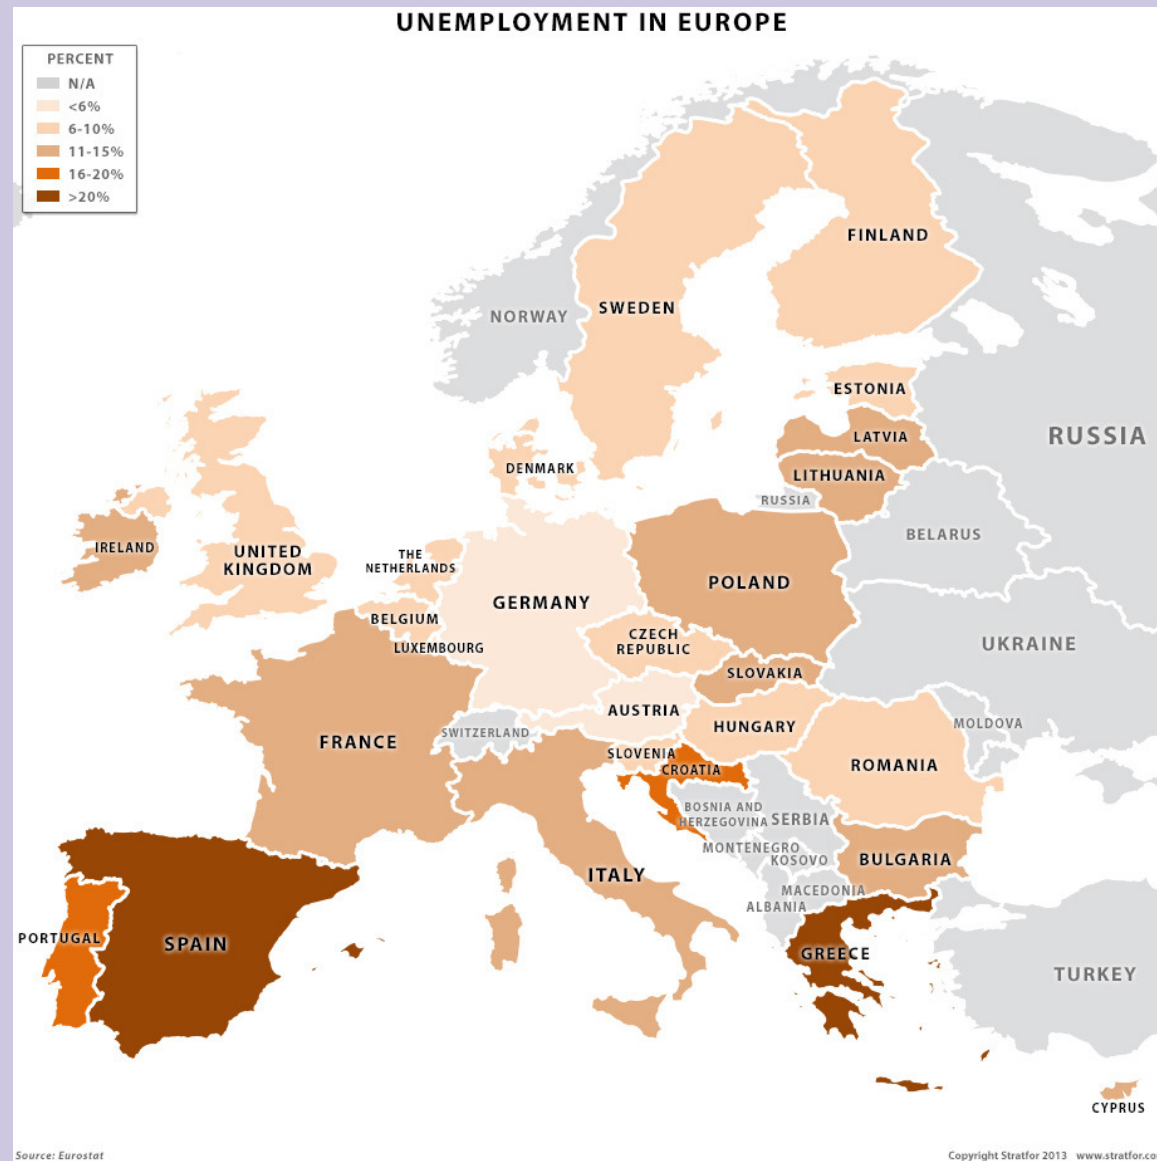 UNEMPLOYMENT IN EUROPE
PERCENT
N/A
<6%
6-10%
11-15%
16-20%
>20%
FINLAND
SWEDEN
NORWAY
ESTONIA
RUSSIA
LATVIA
DENMARK
LITHUANIA
RUSSIA
BELARUS
IRELAND
UNITED
KINGDOM
THE
NETHERLANDS
POLAND
GERMANY
BELGIUM
CZECH
REPUBLIC
UKRAINE
LUXEMBOURG
SLOVAKIA
AUSTRIA
MOLDOVA
HUNGARY
SWITZERLAND
FRANCE
SLOVENIA
ROMANIA
CROATIA
BOSNIA AND
HERZEGOVINA
SERBIA
MONTENEGRO
KOSOVO
BULGARIA
ITALY
MACEDONIA
ALBANIA
PORTUGAL
SPAIN
GREECE
TURKEY
CYPRUS
Source: Eurostat
Copyright Stratfor 2013 www.stratfor.co